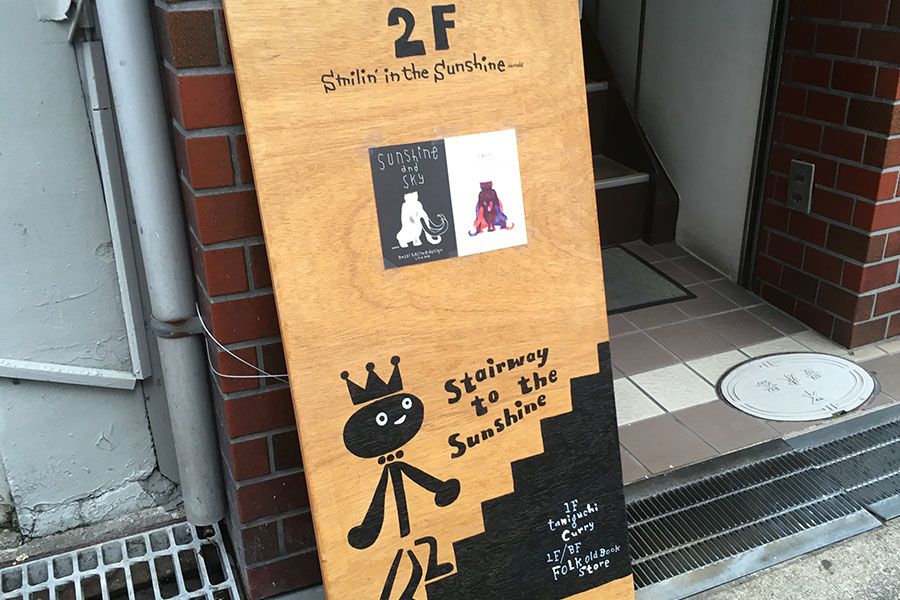 2F
Smilin' in the Sunshine
Sunshine
and
SKY
Stairway
to the
Sunshine
1F
taniguchi
Curry
1F/BF
FOLK old Book
Store